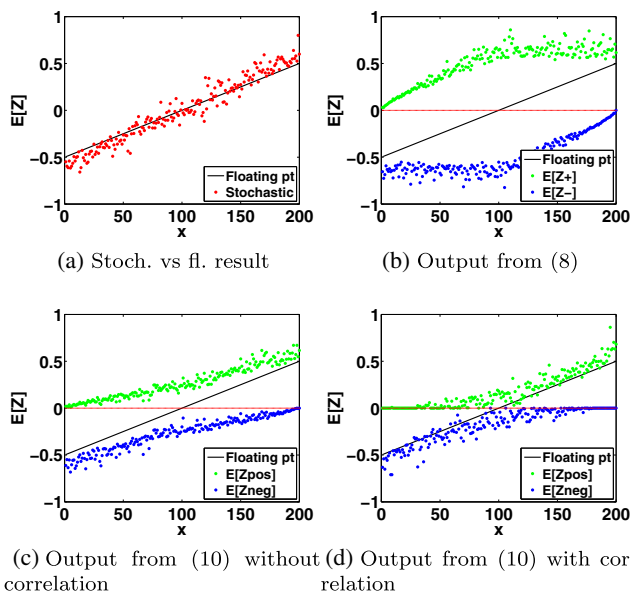 1
0.5
0
−0.5
−1
E[Z]
0 50 100 150 200
x
Floating pt
Stochastic
(a) Stoch. vs fl. result
1
0.5
0
−0.5
−1
E[Z]
0 50 100 150 200
x
Floating pt
E[Z+]
E[Z−]
(b) Output from (8)
1
0.5
0
−0.5
−1
E[Z]
0 50 100 150 200
x
Floating pt
E[Zpos]
E[Zneg]
(c) Output from (10) without
correlation
1
0.5
0
−0.5
−1
E[Z]
0 50 100 150 200
x
Floating pt
E[Zpos]
E[Zneg]
(d) Output from (10) with cor
relation